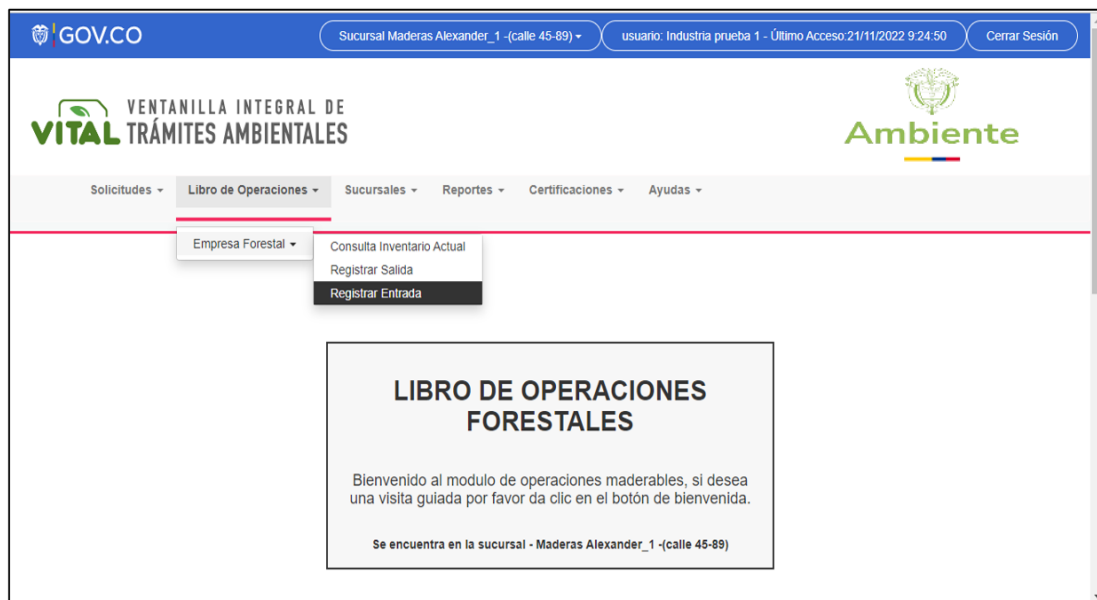 GOV.CO
Sucursal Maderas Alexander_1 -(calle 45-89)
usuario: Industria prueba 1 - Último Acceso:21/11/2022 9:24:50
Cerrar Sesión
VITAL
VENTANILLA INTEGRAL DE
TRÁMITES AMBIENTALES
Ambiente
Solicitudes
Libro de Operaciones
Sucursales
Reportes
Certificaciones
Ayudas
Empresa Forestal
Consulta Inventario Actual
Registrar Salida
Registrar Entrada
LIBRO DE OPERACIONES
FORESTALES
Bienvenido al modulo de operaciones maderables, si desea
una visita guiada por favor da clic en el botón de bienvenida.
Se encuentra en la sucursal - Maderas Alexander_1 -(calle 45-89)